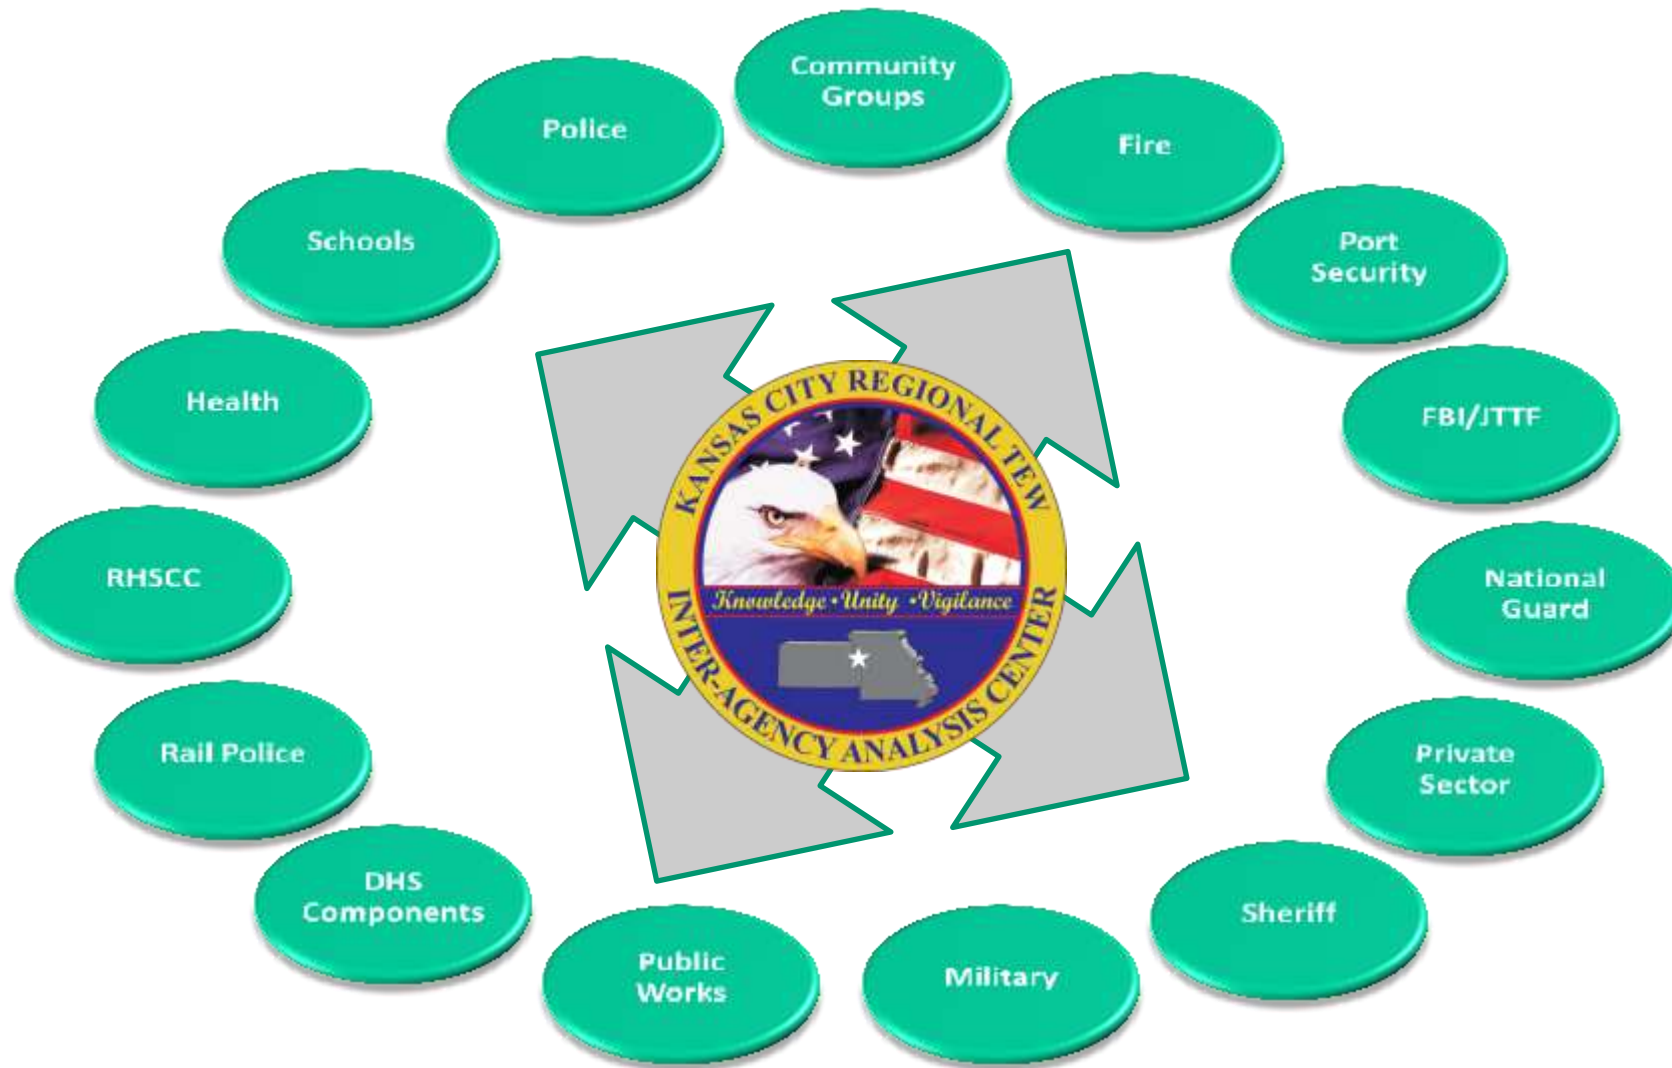 Community
Groups
Police
Fire
Schools
Port
Security
Health
FBI/JTTF
KANSAS CITY REGIONAL TEW
Knowledge • Unity • Vigilance
INTER-AGENCY ANALYSIS CENTER
RHSCC
National
Guard
Rail Police
Private
Sector
DHS
Components
Sheriff
Public
Works
Military